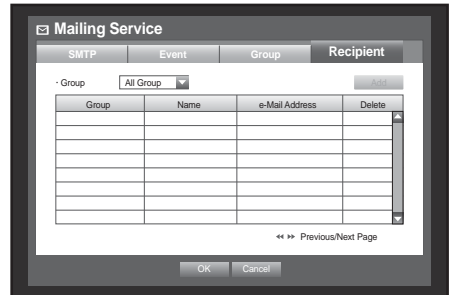 Mailing Service
SMTP Event Group Recipient
· Group All Group Add
Group Name e-Mail Address Delete
Previous/Next Page
OK Cancel